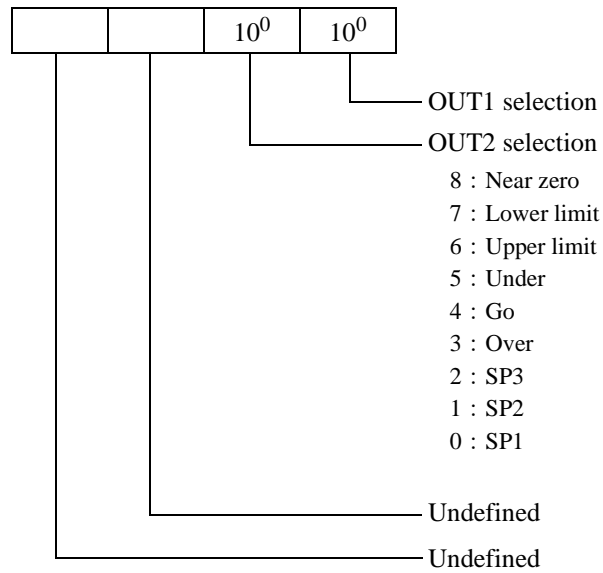 10⁰ 10⁰
OUT1 selection
OUT2 selection
8 : Near zero
7 : Lower limit
6 : Upper limit
5 : Under
4 : Go
3 : Over
2 : SP3
1 : SP2
0 : SP1
Undefined
Undefined